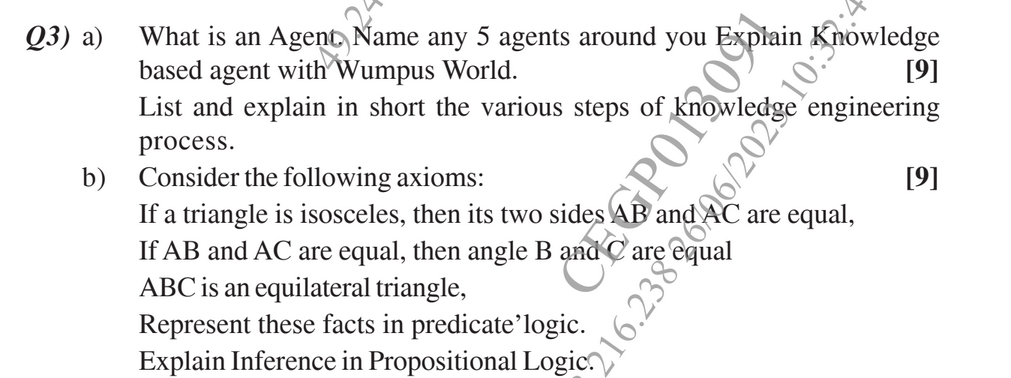 Q3) a) What is an Agent. Name any 5 agents around you Explain Knowledge
based agent with Wumpus World. [9]
List and explain in short the various steps of knowledge engineering
process.
b) Consider the following axioms: [9]
If a triangle is isosceles, then its two sides AB and AC are equal,
If AB and AC are equal, then angle B and C are equal
ABC is an equilateral triangle,
Represent these facts in predicate’logic.
Explain Inference in Propositional Logic.
CEGP013091
49.24
216.238 26/06/2023 10:32:4